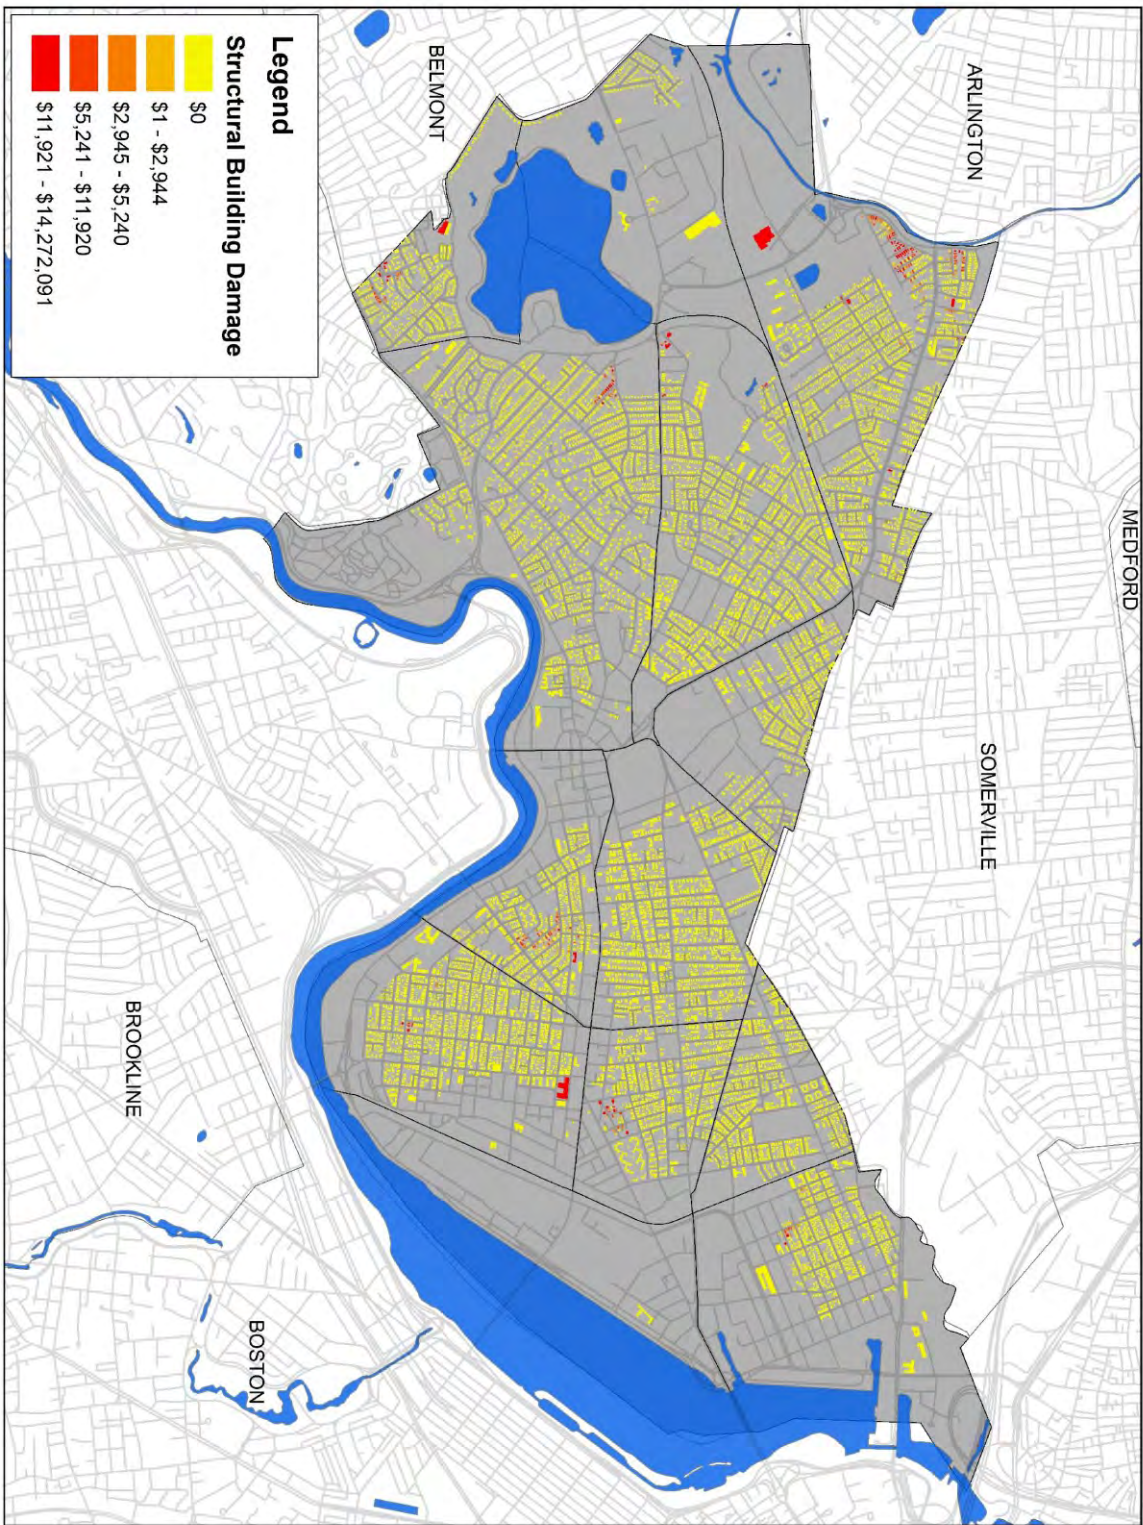 ARLINGTON
MEDFORD
BELMONT
SOMERVILLE
BROOKLINE
BOSTON
Legend
Structural Building Damage
$0
$1 - $2,944
$2,945 - $5,240
$5,241 - $11,920
$11,921 - $14,272,091